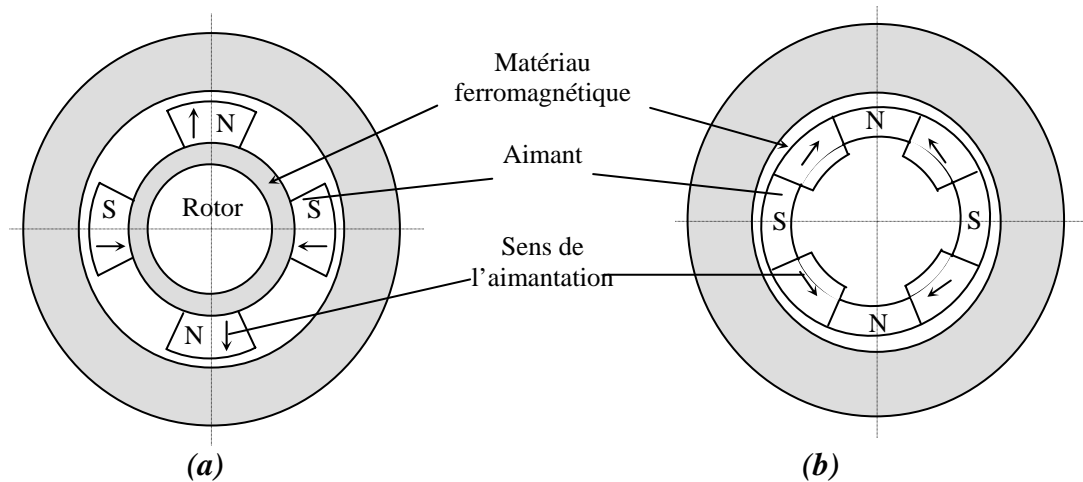 Matériau
ferromagnétique
N
N
Aimant
S
Rotor
S
S
S
Sens de
l’aimantation
N
N
(a)
(b)